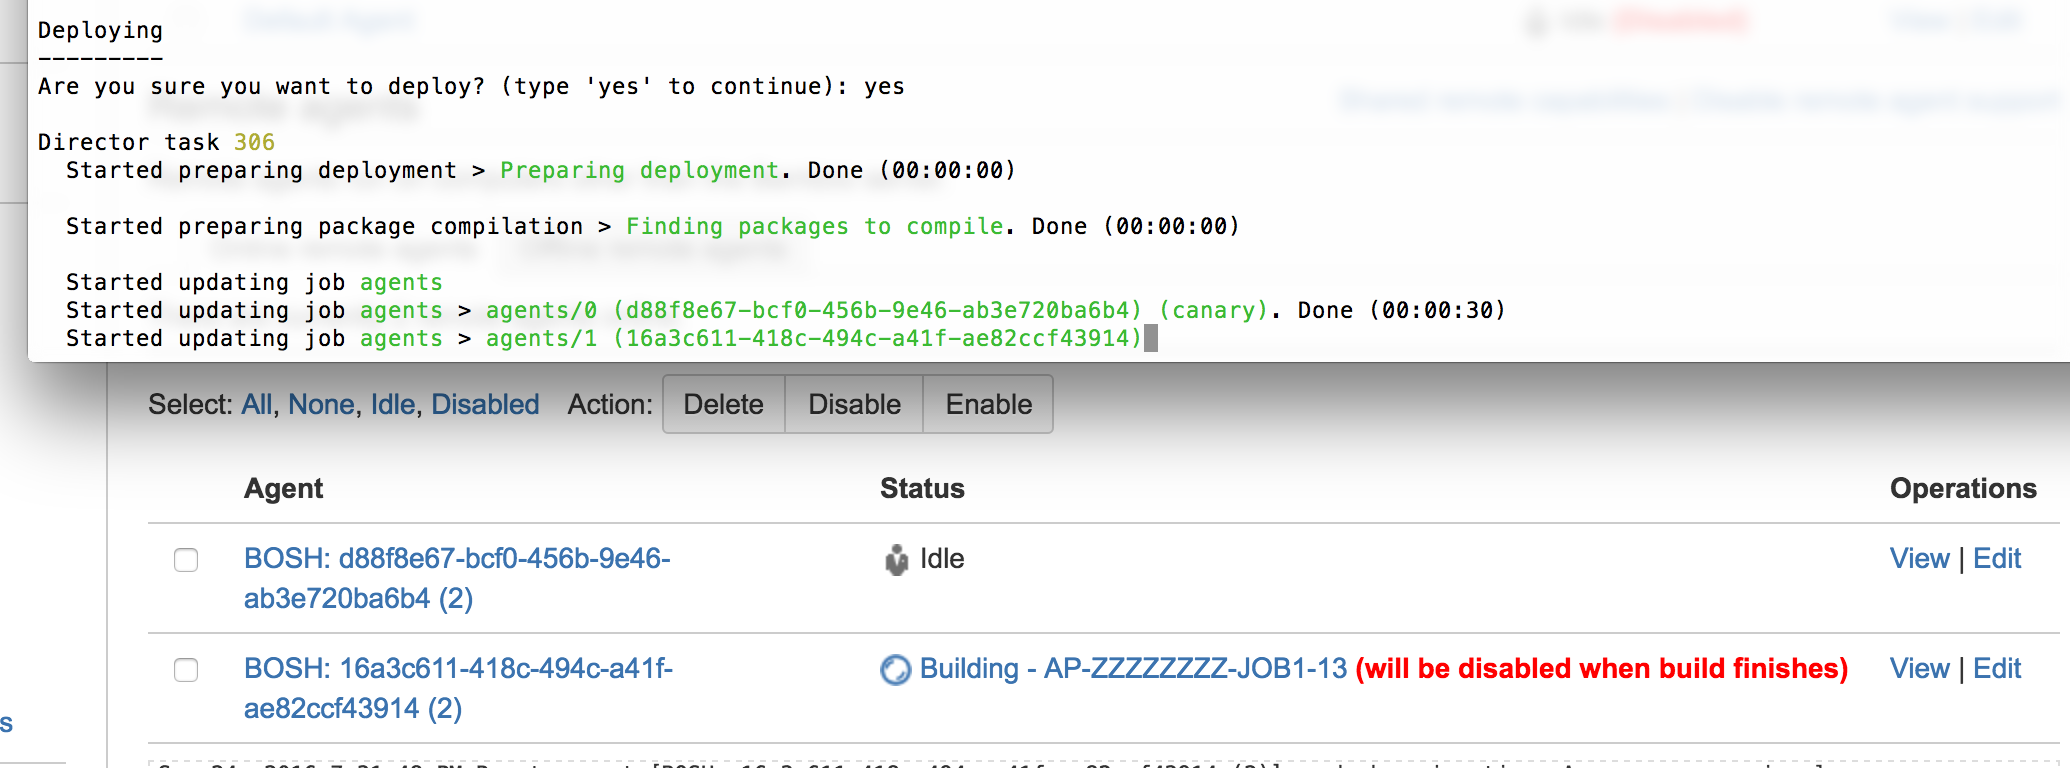 Deploying
---------
Are you sure you want to deploy? (type 'yes' to continue): yes
Director task 306
Started preparing deployment > Preparing deployment. Done (00:00:00)
Started preparing package compilation > Finding packages to compile. Done (00:00:00)
Started updating job agents
Started updating job agents > agents/0 (d88f8e67-bcf0-456b-9e46-ab3e720ba6b4) (canary). Done (00:00:30)
Started updating job agents > agents/1 (16a3c611-418c-494c-a41f-ae82ccf43914)
Select: All, None, Idle, Disabled Action: Delete Disable Enable
Agent Status Operations
BOSH: d88f8e67-bcf0-456b-9e46- Idle View | Edit
ab3e720ba6b4 (2)
BOSH: 16a3c611-418c-494c-a41f- Building - AP-ZZZZZZZZ-JOB1-13 (will be disabled when build finishes) View | Edit
ae82ccf43914 (2)
s